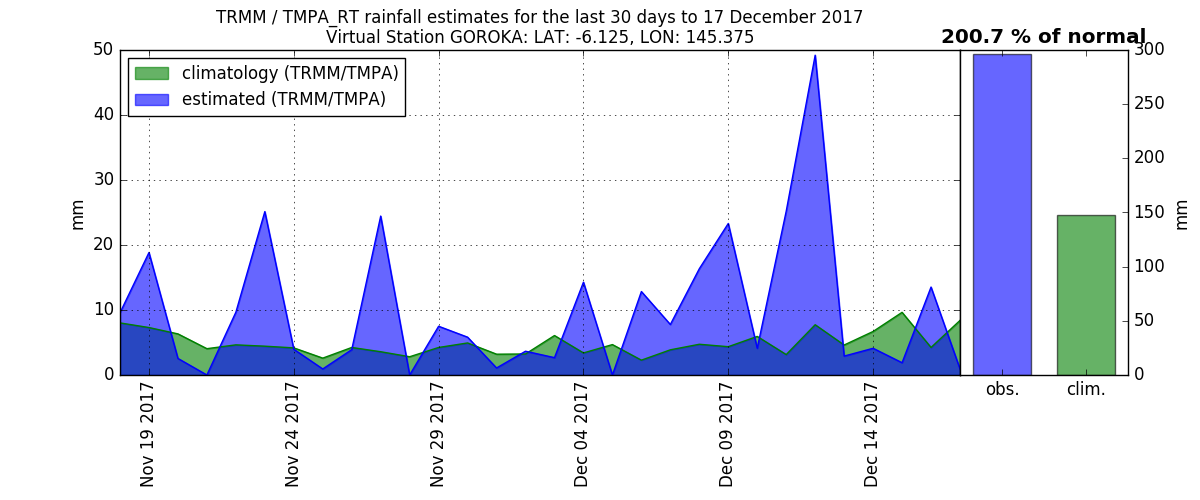 TRMM / TMPA_RT rainfall estimates for the last 30 days to 17 December 2017
Virtual Station GOROKA: LAT: -6.125, LON: 145.375
200.7 % of normal
climatology (TRMM/TMPA)
estimated (TRMM/TMPA)
50
40
30
20
10
0
mm
Nov 19 2017
Nov 24 2017
Nov 29 2017
Dec 04 2017
Dec 09 2017
Dec 14 2017
300
250
200
150
100
50
0
mm
obs.
clim.